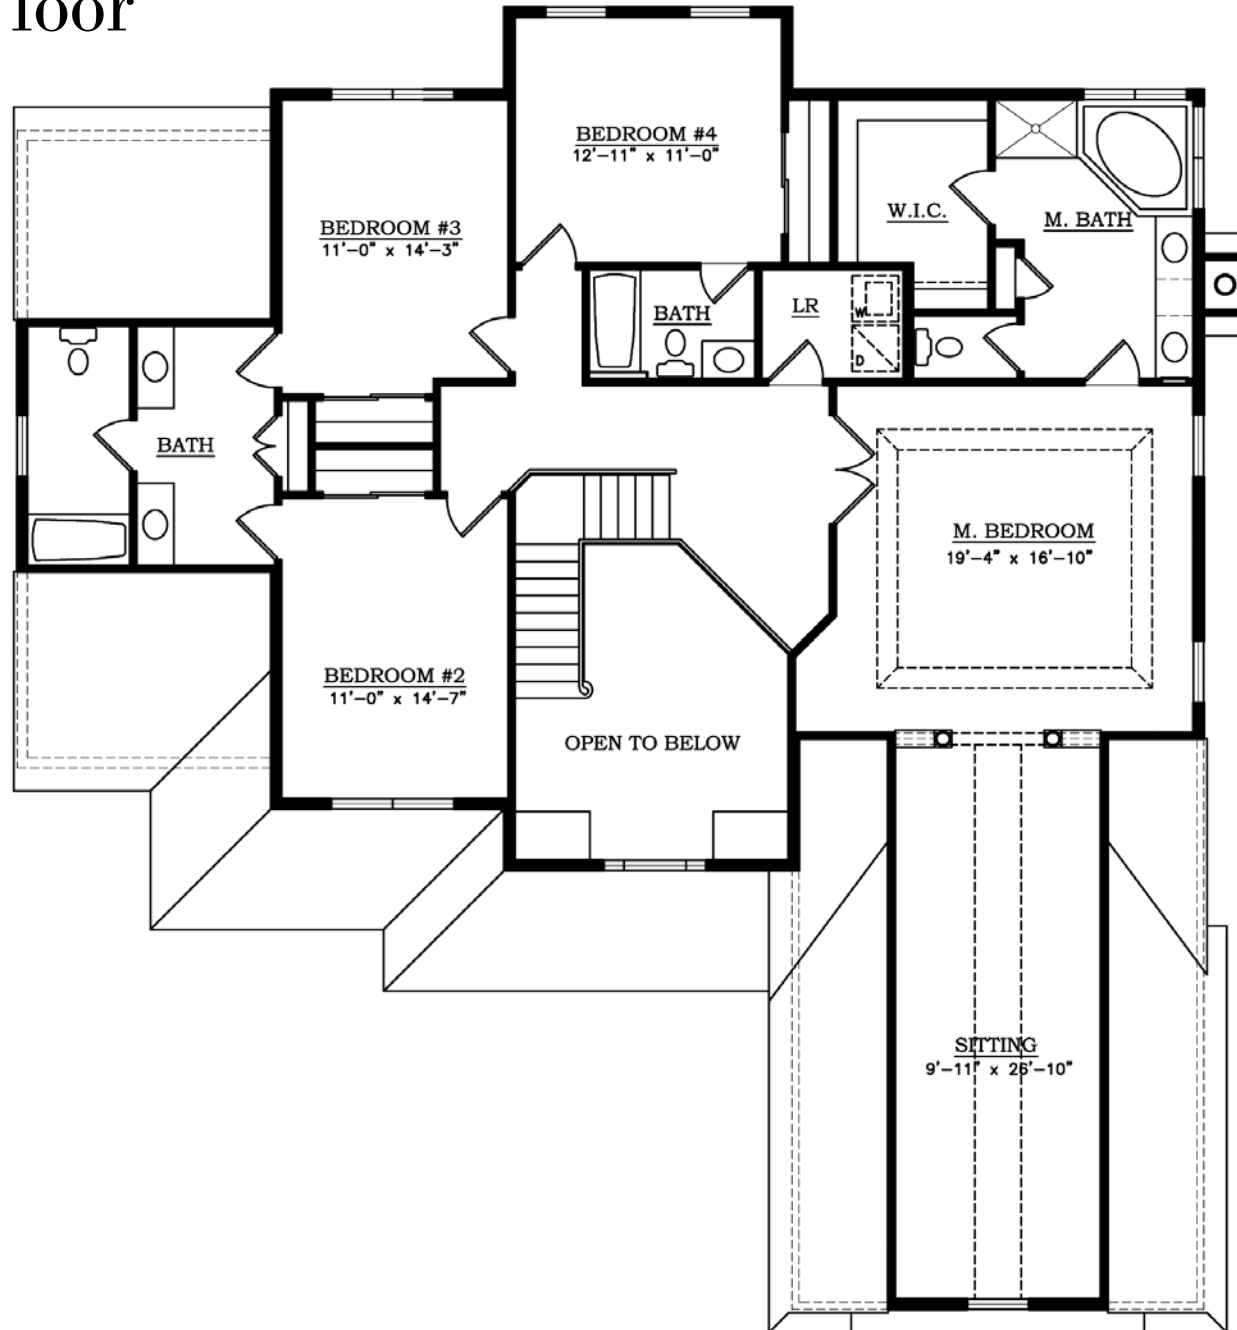 loor
BEDROOM #4
12'-11" x 11'-0"
BEDROOM #3
11'-0" x 14'-3"
W.I.C.
M. BATH
BATH
LR
W
D
BATH
M. BEDROOM
19'-4" x 16'-10"
BEDROOM #2
11'-0" x 14'-7"
OPEN TO BELOW
SITTING
9'-11" x 26'-10"